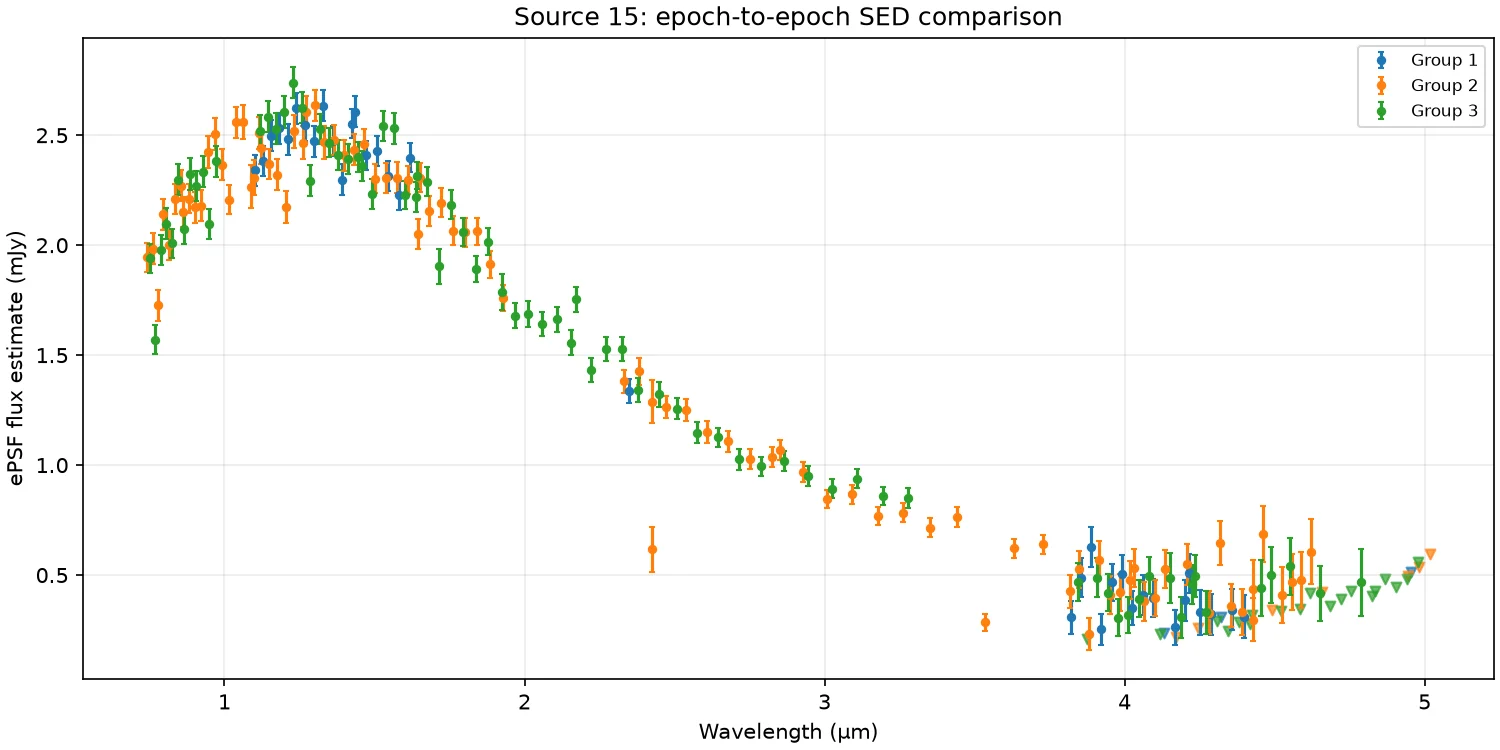 Source 15: epoch-to-epoch SED comparison
Group 1
Group 2
Group 3
ePSF flux estimate (mJy)
2.5
2.0
1.5
1.0
0.5
1 2 3 4 5
Wavelength (μm)